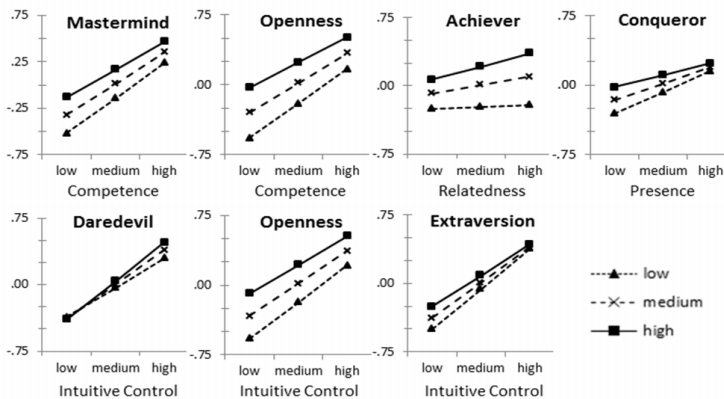 Mastermind
.75
.25
-.25
-.75
low medium high
Competence
Openness
.75
.00
-.75
low medium high
Competence
Achiever
.75
.00
-.75
low medium high
Relatedness
Conqueror
.75
.00
-.75
low medium high
Presence
Daredevil
.75
.00
-.75
low medium high
Intuitive Control
Openness
.75
.00
-.75
low medium high
Intuitive Control
Extraversion
.75
.00
-.75
low medium high
Intuitive Control
low
medium
high